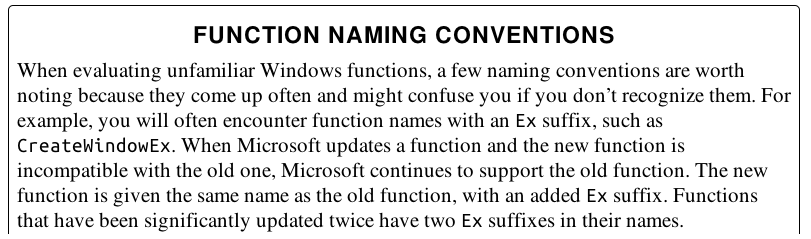 FUNCTION NAMING CONVENTIONS
When evaluating unfamiliar Windows functions, a few naming conventions are worth
noting because they come up often and might confuse you if you don’t recognize them. For
example, you will often encounter function names with an Ex suffix, such as
CreateWindowEx. When Microsoft updates a function and the new function is
incompatible with the old one, Microsoft continues to support the old function. The new
function is given the same name as the old function, with an added Ex suffix. Functions
that have been significantly updated twice have two Ex suffixes in their names.